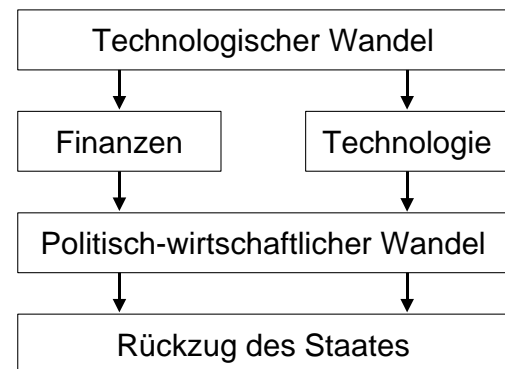 Technologischer Wandel
Finanzen
Technologie
Politisch-wirtschaftlicher Wandel
Rückzug des Staates